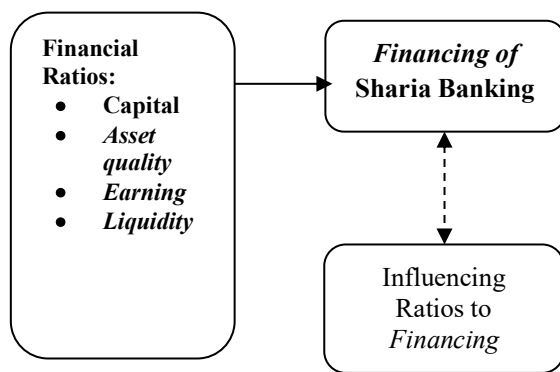 Financial
Ratios:
● Capital
● Asset
quality
● Earning
● Liquidity
Financing of
Sharia Banking
Influencing
Ratios to
Financing